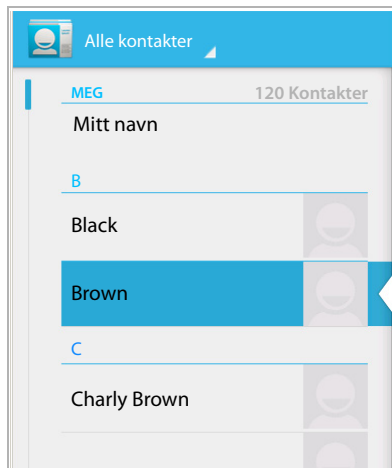 Alle kontakter
MEG 120 Kontakter
Mitt navn
B
Black
Brown
C
Charly Brown